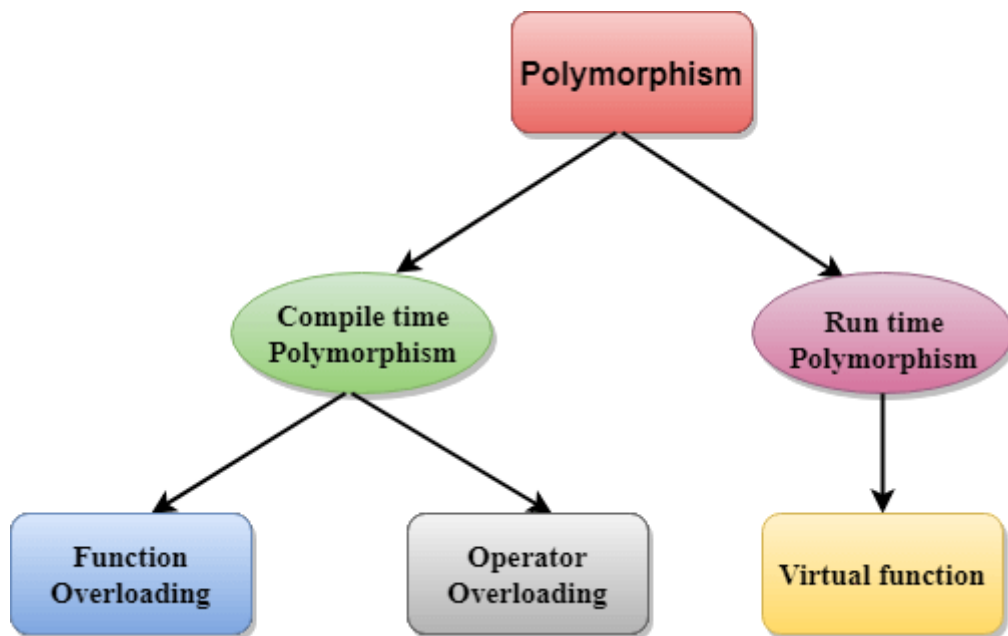 Polymorphism
Compile time
Polymorphism
Run time
Polymorphism
Function
Overloading
Operator
Overloading
Virtual function